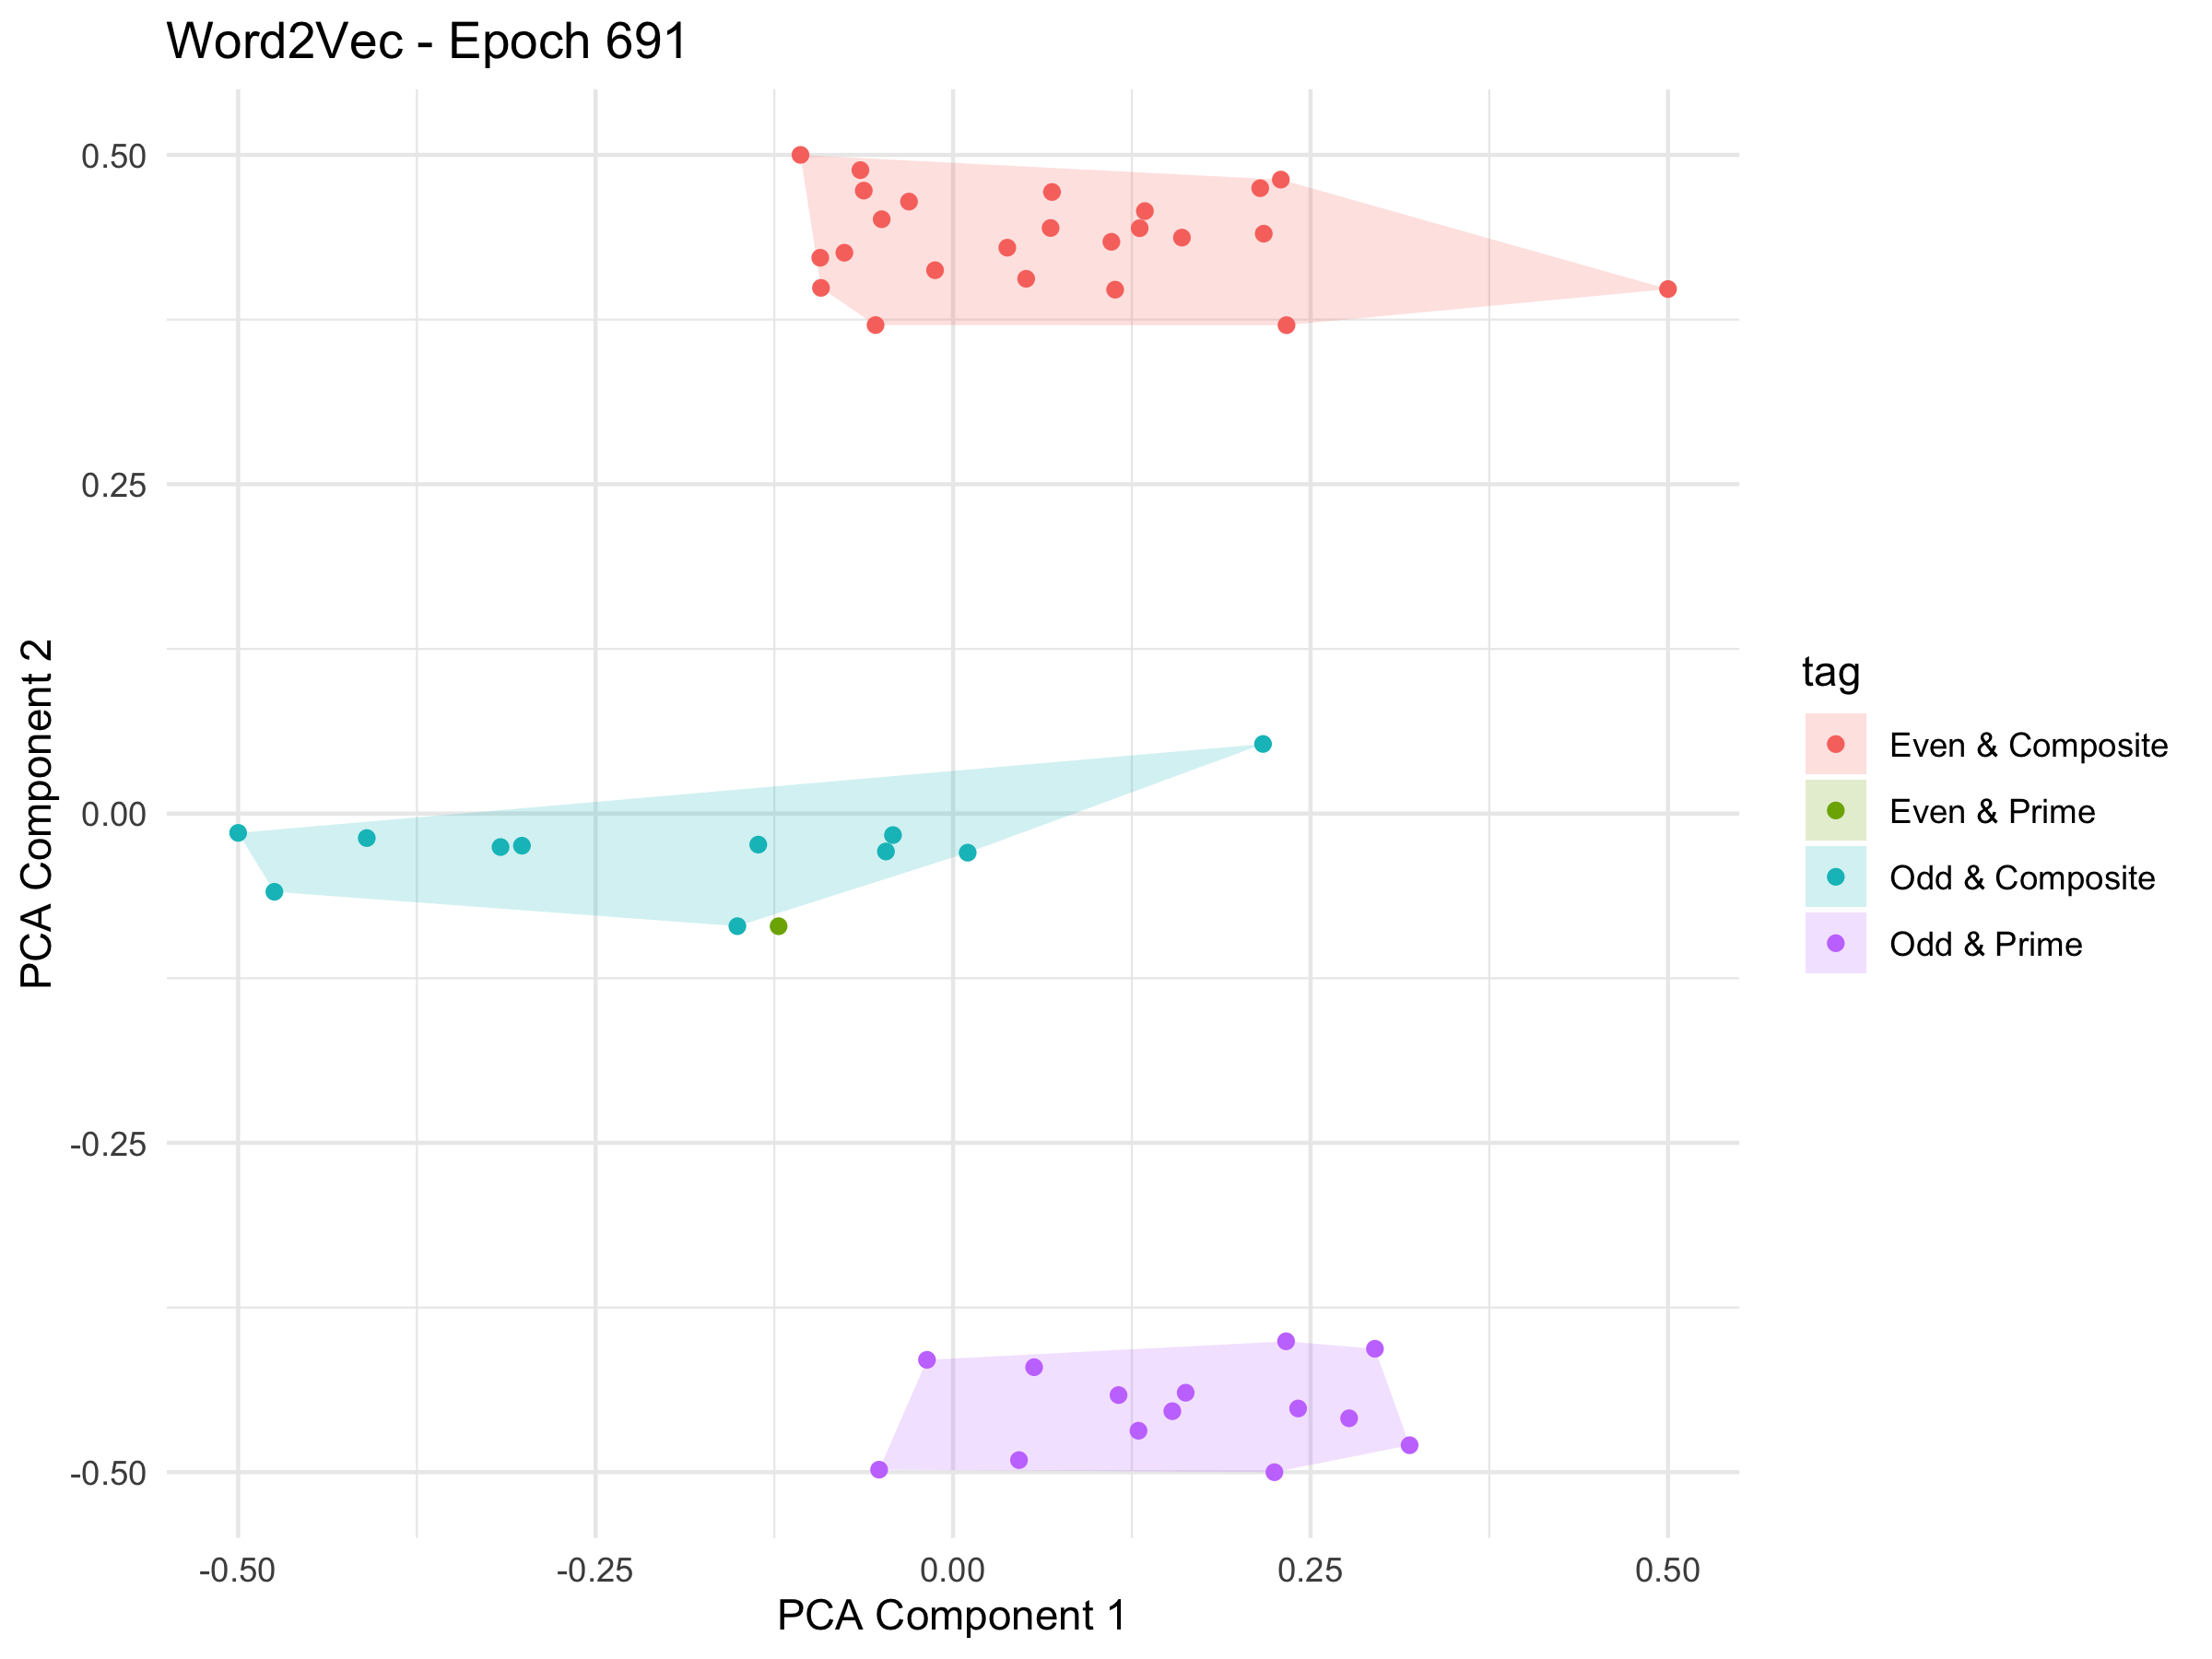 Word2Vec - Epoch 691
PCA Component 2
0.50
0.25
0.00
-0.25
-0.50
-0.50
-0.25
0.00
0.25
0.50
PCA Component 1
tag
Even & Composite
Even & Prime
Odd & Composite
Odd & Prime